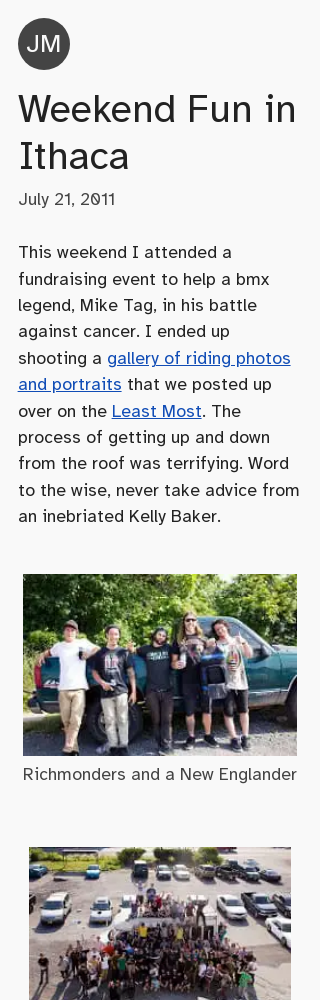 JM
Weekend Fun in
Ithaca
July 21, 2011
This weekend I attended a
fundraising event to help a bmx
legend, Mike Tag, in his battle
against cancer. I ended up
shooting a gallery of riding photos
and portraits that we posted up
over on the Least Most. The
process of getting up and down
from the roof was terrifying. Word
to the wise, never take advice from
an inebriated Kelly Baker.
Richmonders and a New Englander